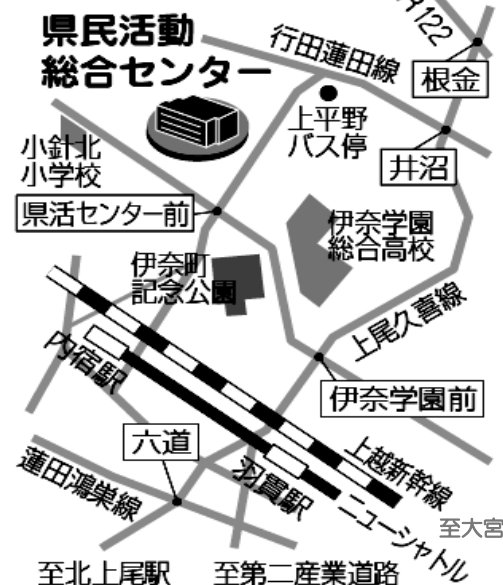 県民活動
総合センター
R122
行田蓮田線
根金
上平野
バス停
井沼
小針北
小学校
県活センター前
伊奈学園
総合高校
伊奈町
記念公園
上尾久喜線
内宿駅
伊奈学園前
六道
羽貫駅
上越新幹線
蓮田鴻巣線
ニューシャトル
至大宮
至北上尾駅
至第二産業道路